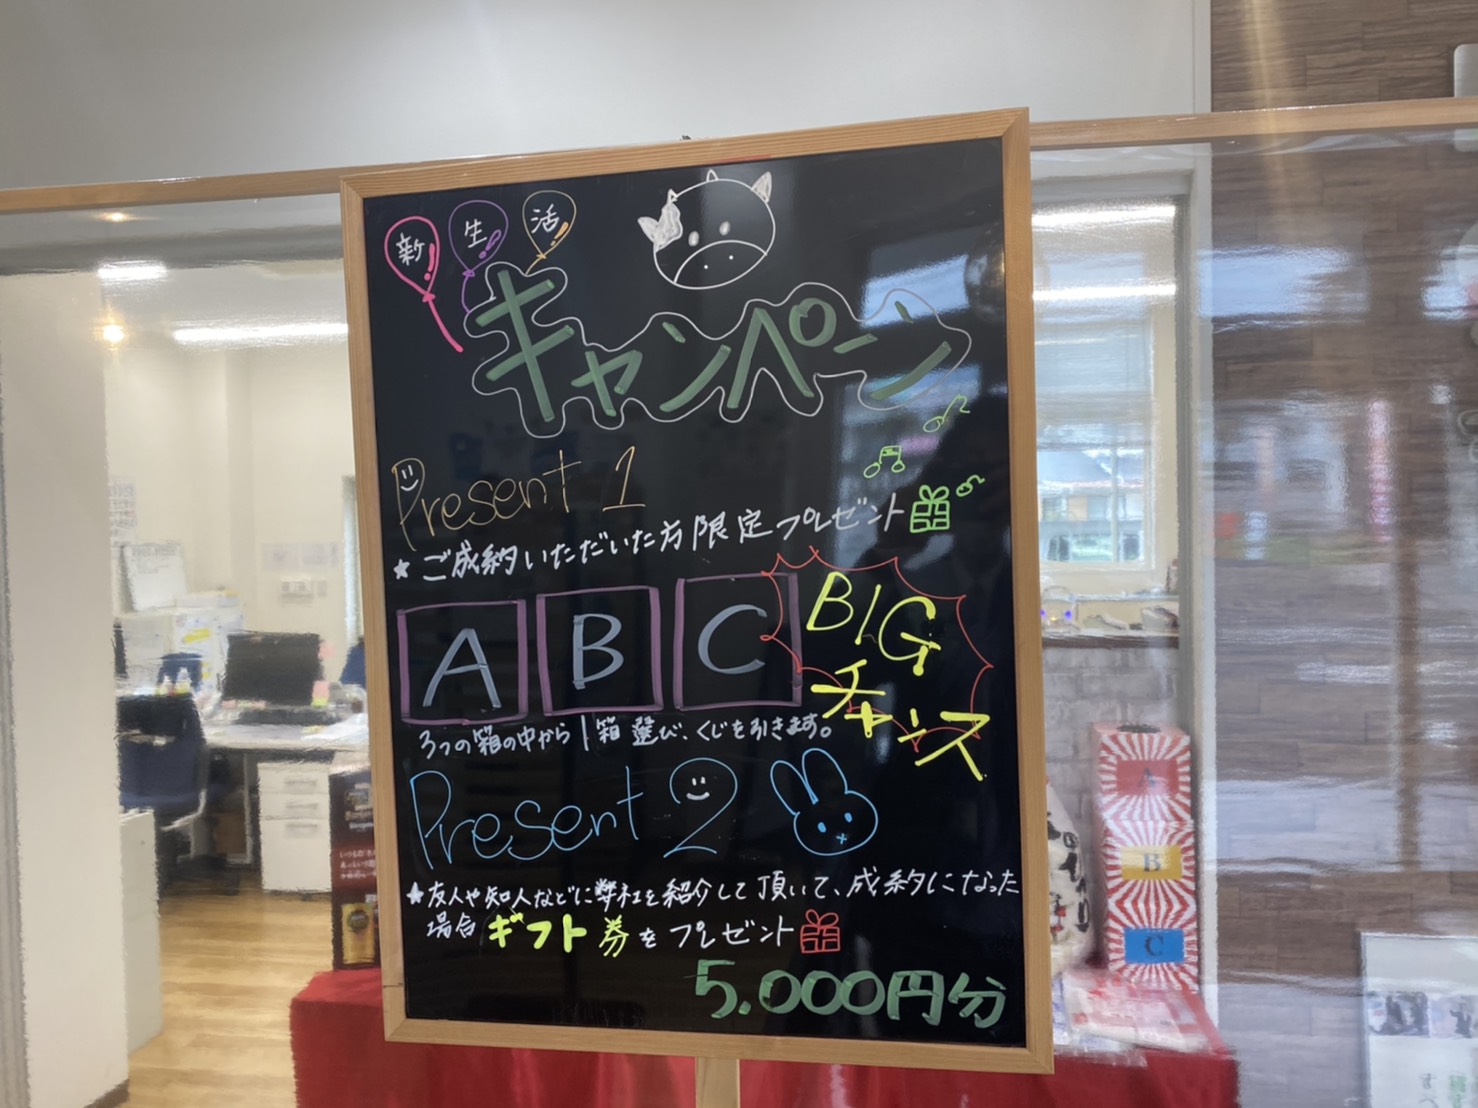 新生活
キャンペーン
Present 1
★ご成約いただいた方限定プレゼント
A B C
BIG
チャンス
3つの箱の中から1箱選び、くじを引きます。
Present 2
★友人や知人などに弊社を紹介して頂いて、成約になった
場合ギフト券をプレゼント
5.000円分
A
B
C